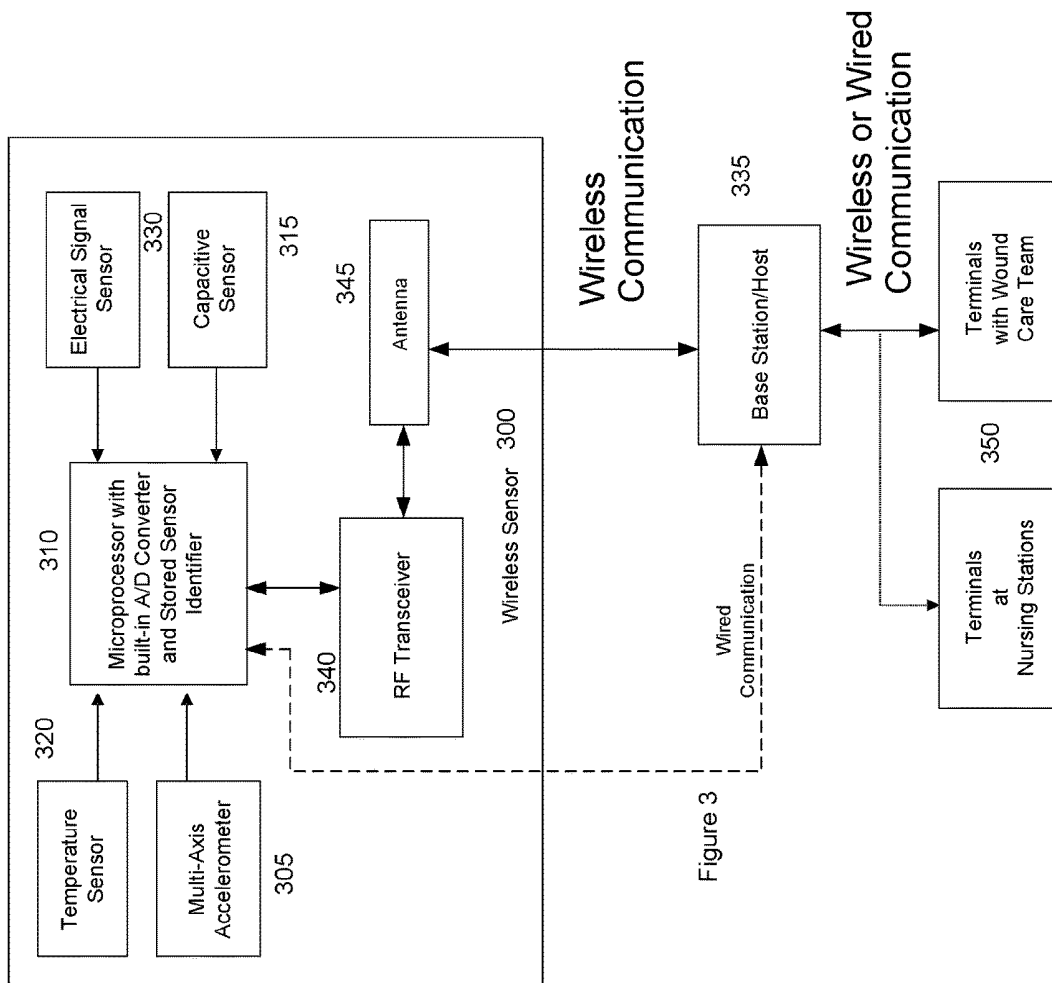 Temperature
Sensor
320
Multi-Axis
Accelerometer
305
310
Microprocessor with
built-in A/D Converter
and Stored Sensor
Identifier
Electrical Signal
Sensor
330
Capacitive
Sensor
315
340
RF Transceiver
345
Antenna
Wireless Sensor 300
Wireless
Communication
Wired
Communication
335
Base Station/Host
Figure 3
Wireless or Wired
Communication
Terminals
at
Nursing Stations
350
Terminals
with Wound
Care Team